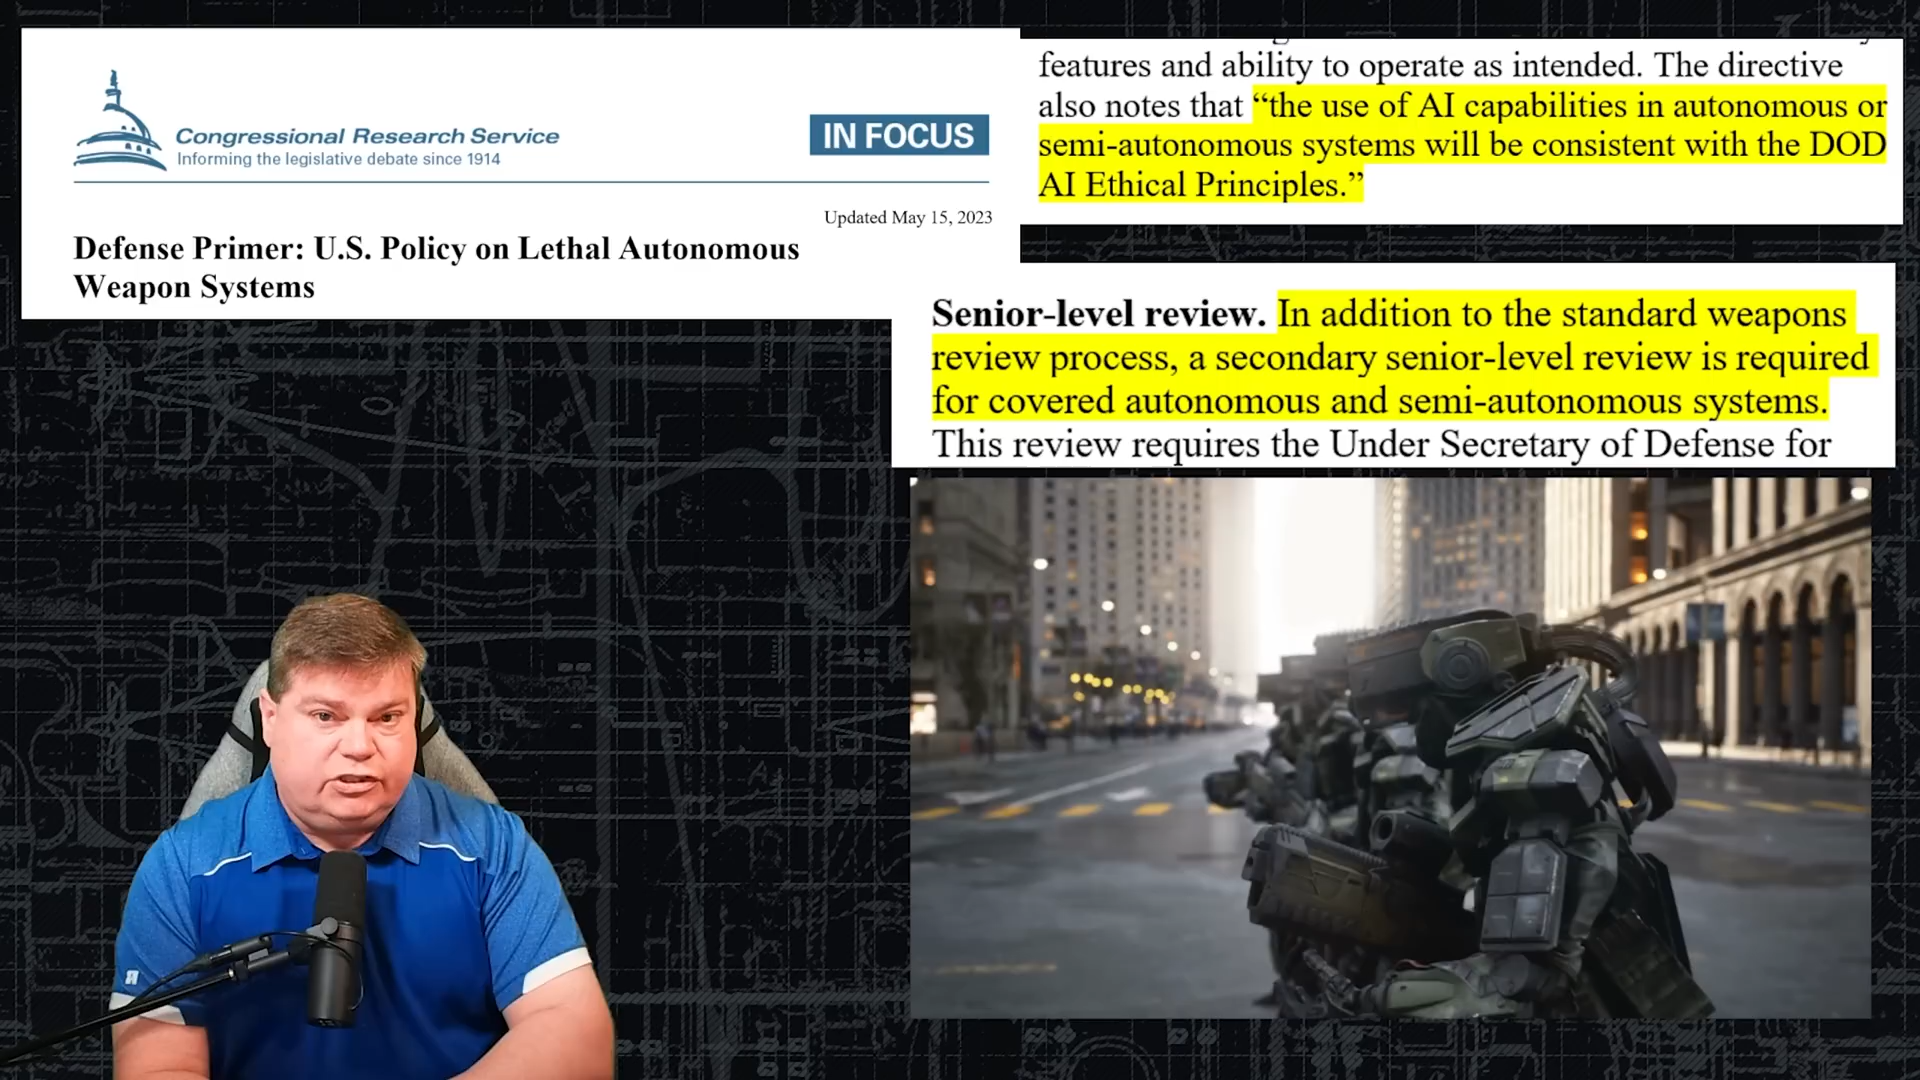 Congressional Research Service
Informing the legislative debate since 1914
IN FOCUS
Updated May 15, 2023
Defense Primer: U.S. Policy on Lethal Autonomous
Weapon Systems
features and ability to operate as intended. The directive
also notes that “the use of AI capabilities in autonomous or
semi-autonomous systems will be consistent with the DOD
AI Ethical Principles.”
Senior-level review. In addition to the standard weapons
review process, a secondary senior-level review is required
for covered autonomous and semi-autonomous systems.
This review requires the Under Secretary of Defense for